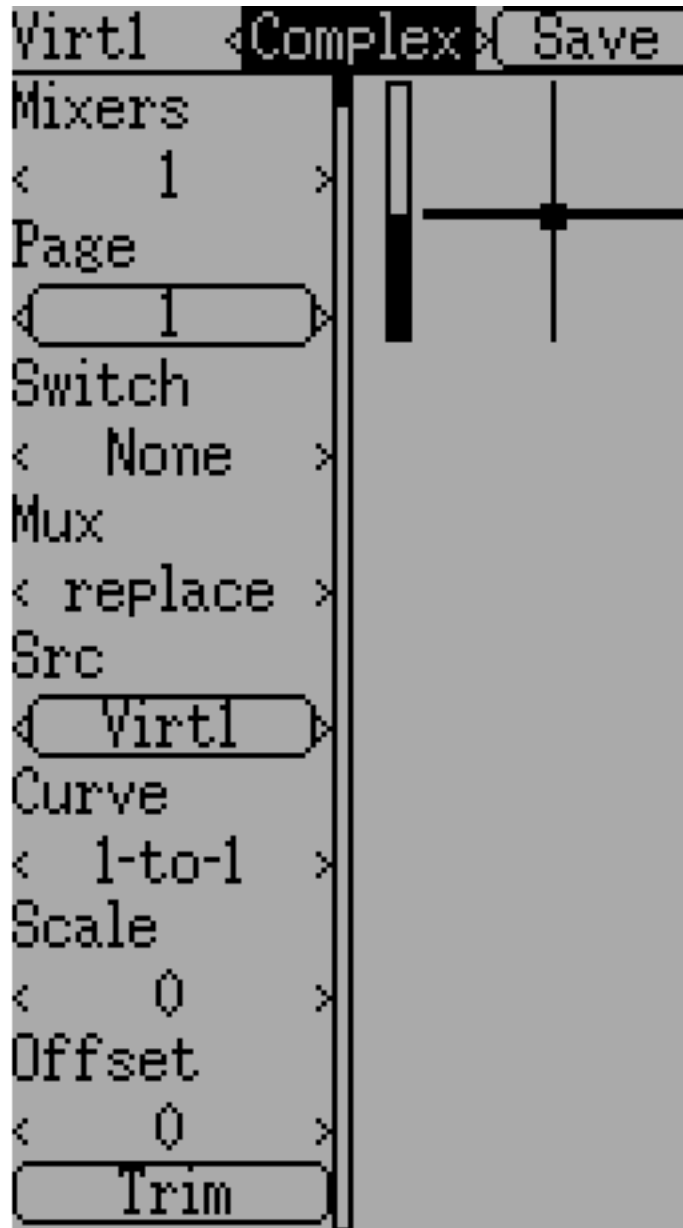 Virt1 <Complex> Save
Mixers
< 1 >
Page
< 1 >
Switch
< None >
Mux
< replace >
Src
< Virt1 >
Curve
< 1-to-1 >
Scale
< 0 >
Offset
< 0 >
Trim